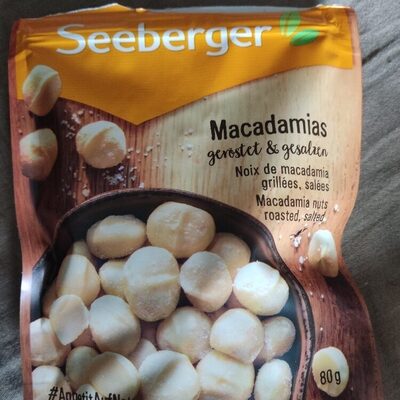 Seeberger
Macadamias
geröstet & gesalzen
Noix de macadamia
grillées, salées
Macadamia nuts
roasted, salted
80g